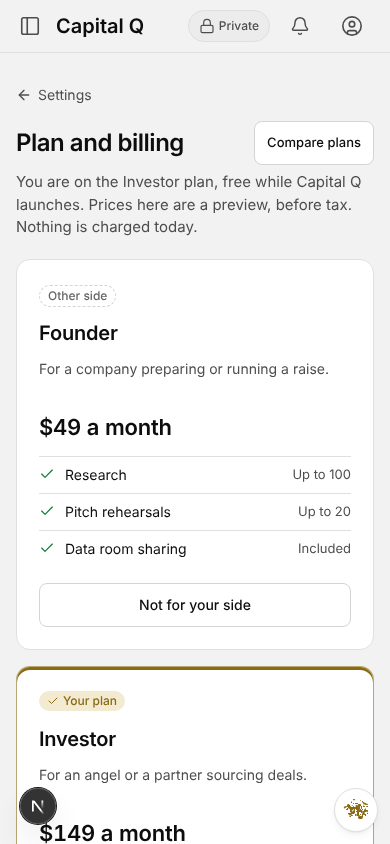 Capital Q
Private
Settings
Plan and billing
Compare plans
You are on the Investor plan, free while Capital Q
launches. Prices here are a preview, before tax.
Nothing is charged today.
Other side
Founder
For a company preparing or running a raise.
$49 a month
Research
Up to 100
Pitch rehearsals
Up to 20
Data room sharing
Included
Not for your side
Your plan
Investor
For an angel or a partner sourcing deals.
N
$149 a month